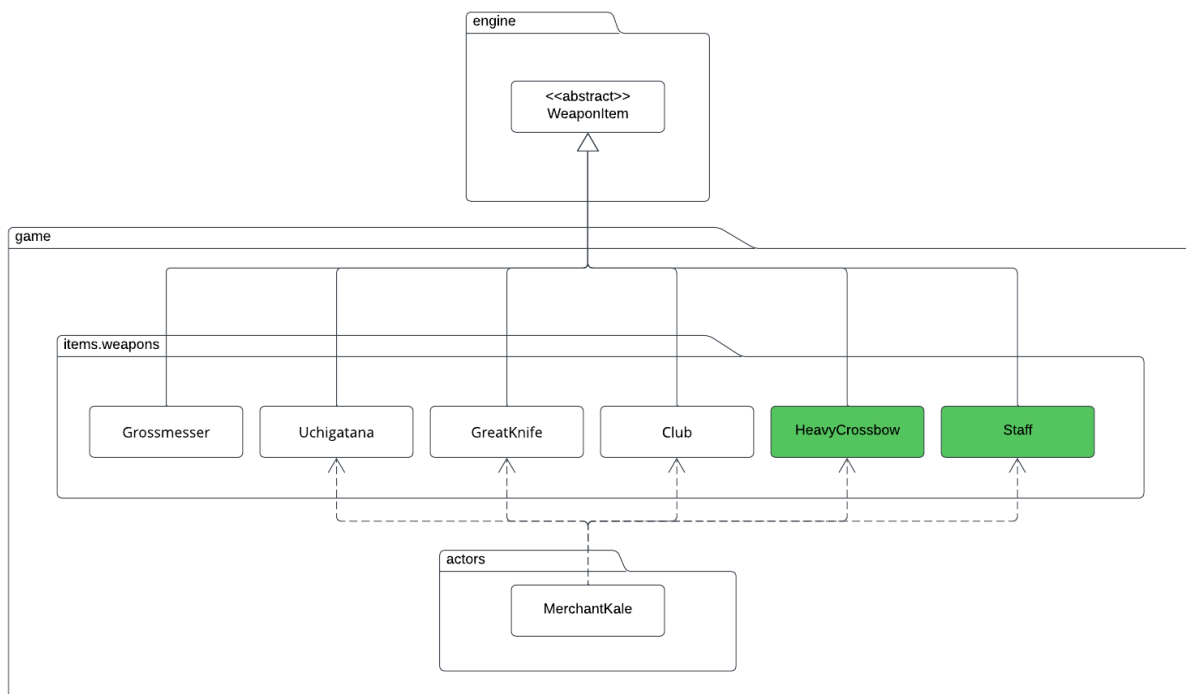 engine
<<abstract>>
WeaponItem
game
items.weapons
Grossmesser
Uchigatana
GreatKnife
Club
HeavyCrossbow
Staff
actors
MerchantKale